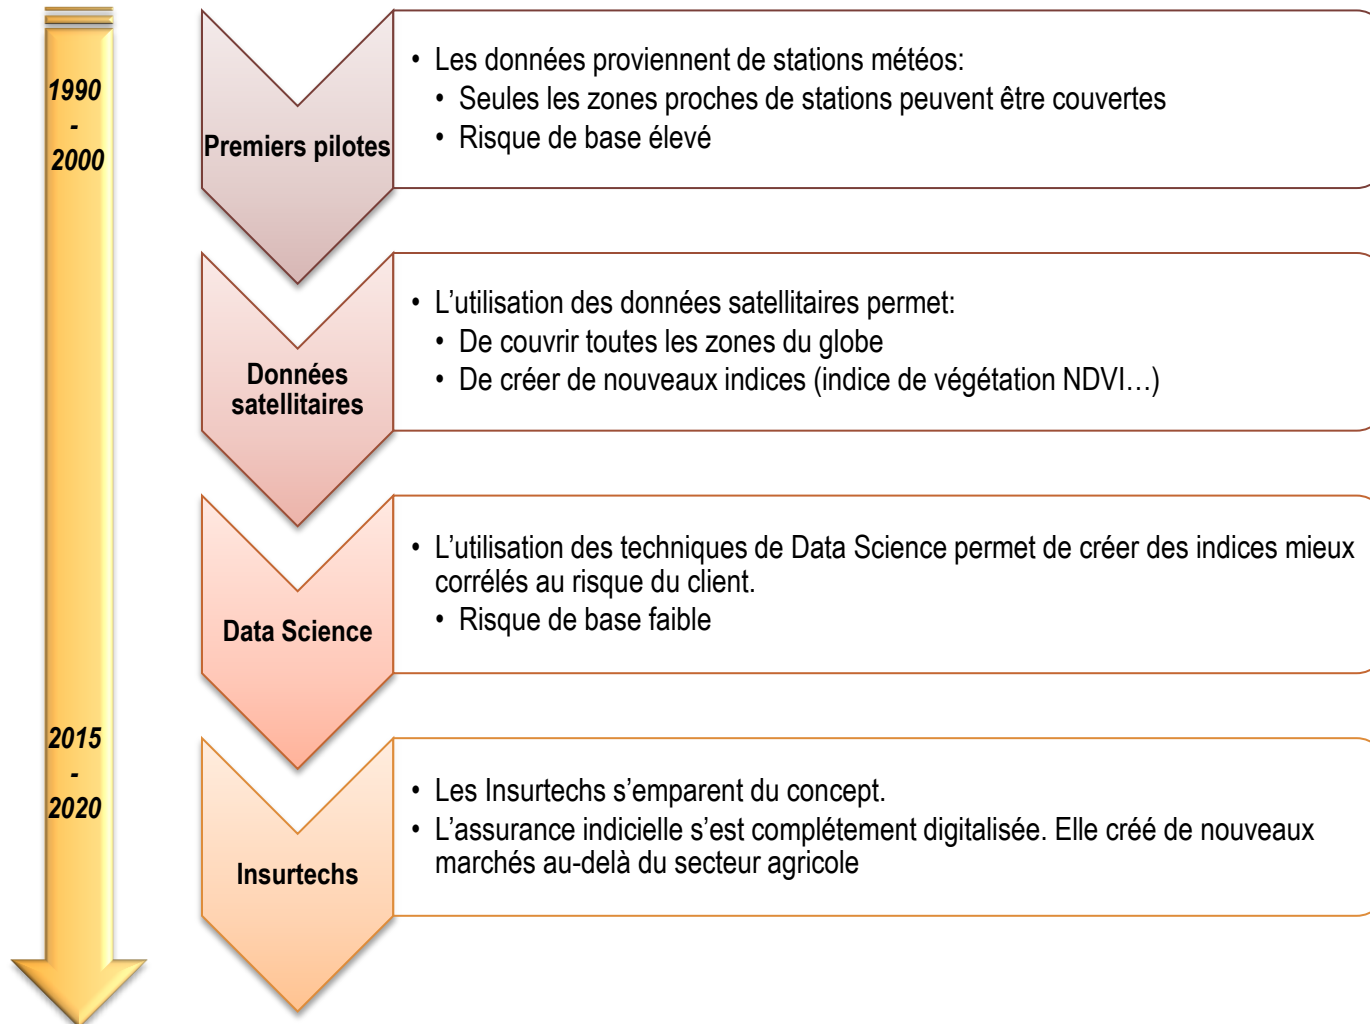 1990
-
2000
Premiers pilotes
• Les données proviennent de stations météos:
• Seules les zones proches de stations peuvent être couvertes
• Risque de base élevé
Données
satellitaires
• L’utilisation des données satellitaires permet:
• De couvrir toutes les zones du globe
• De créer de nouveaux indices (indice de végétation NDVI…)
Data Science
• L’utilisation des techniques de Data Science permet de créer des indices mieux
corrélés au risque du client.
• Risque de base faible
2015
-
2020
Insurtechs
• Les Insurtechs s’emparent du concept.
• L’assurance indicielle s’est complétement digitalisée. Elle créé de nouveaux
marchés au-delà du secteur agricole